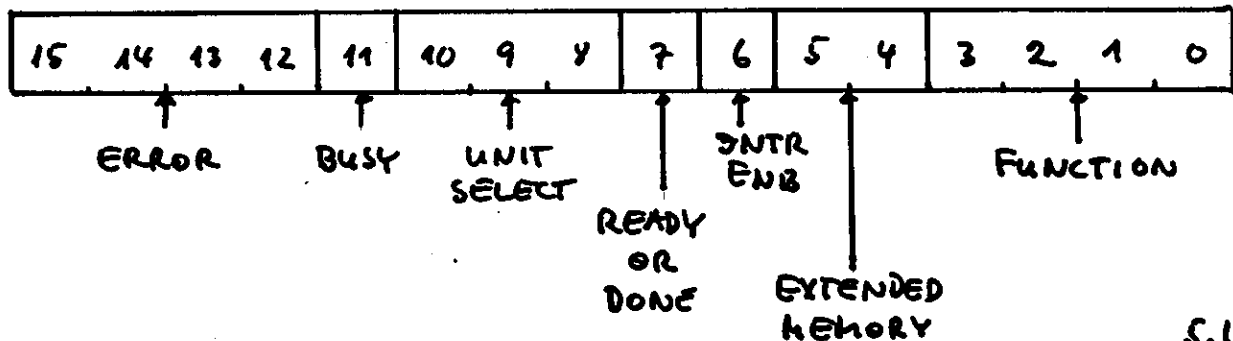 15 14 13 12 11 10 9 8 7 6 5 4 3 2 1 0
ERROR
BUSY
UNIT
SELECT
READY
OR
DONE
INTR
ENB
EXTENDED
MEMORY
FUNCTION